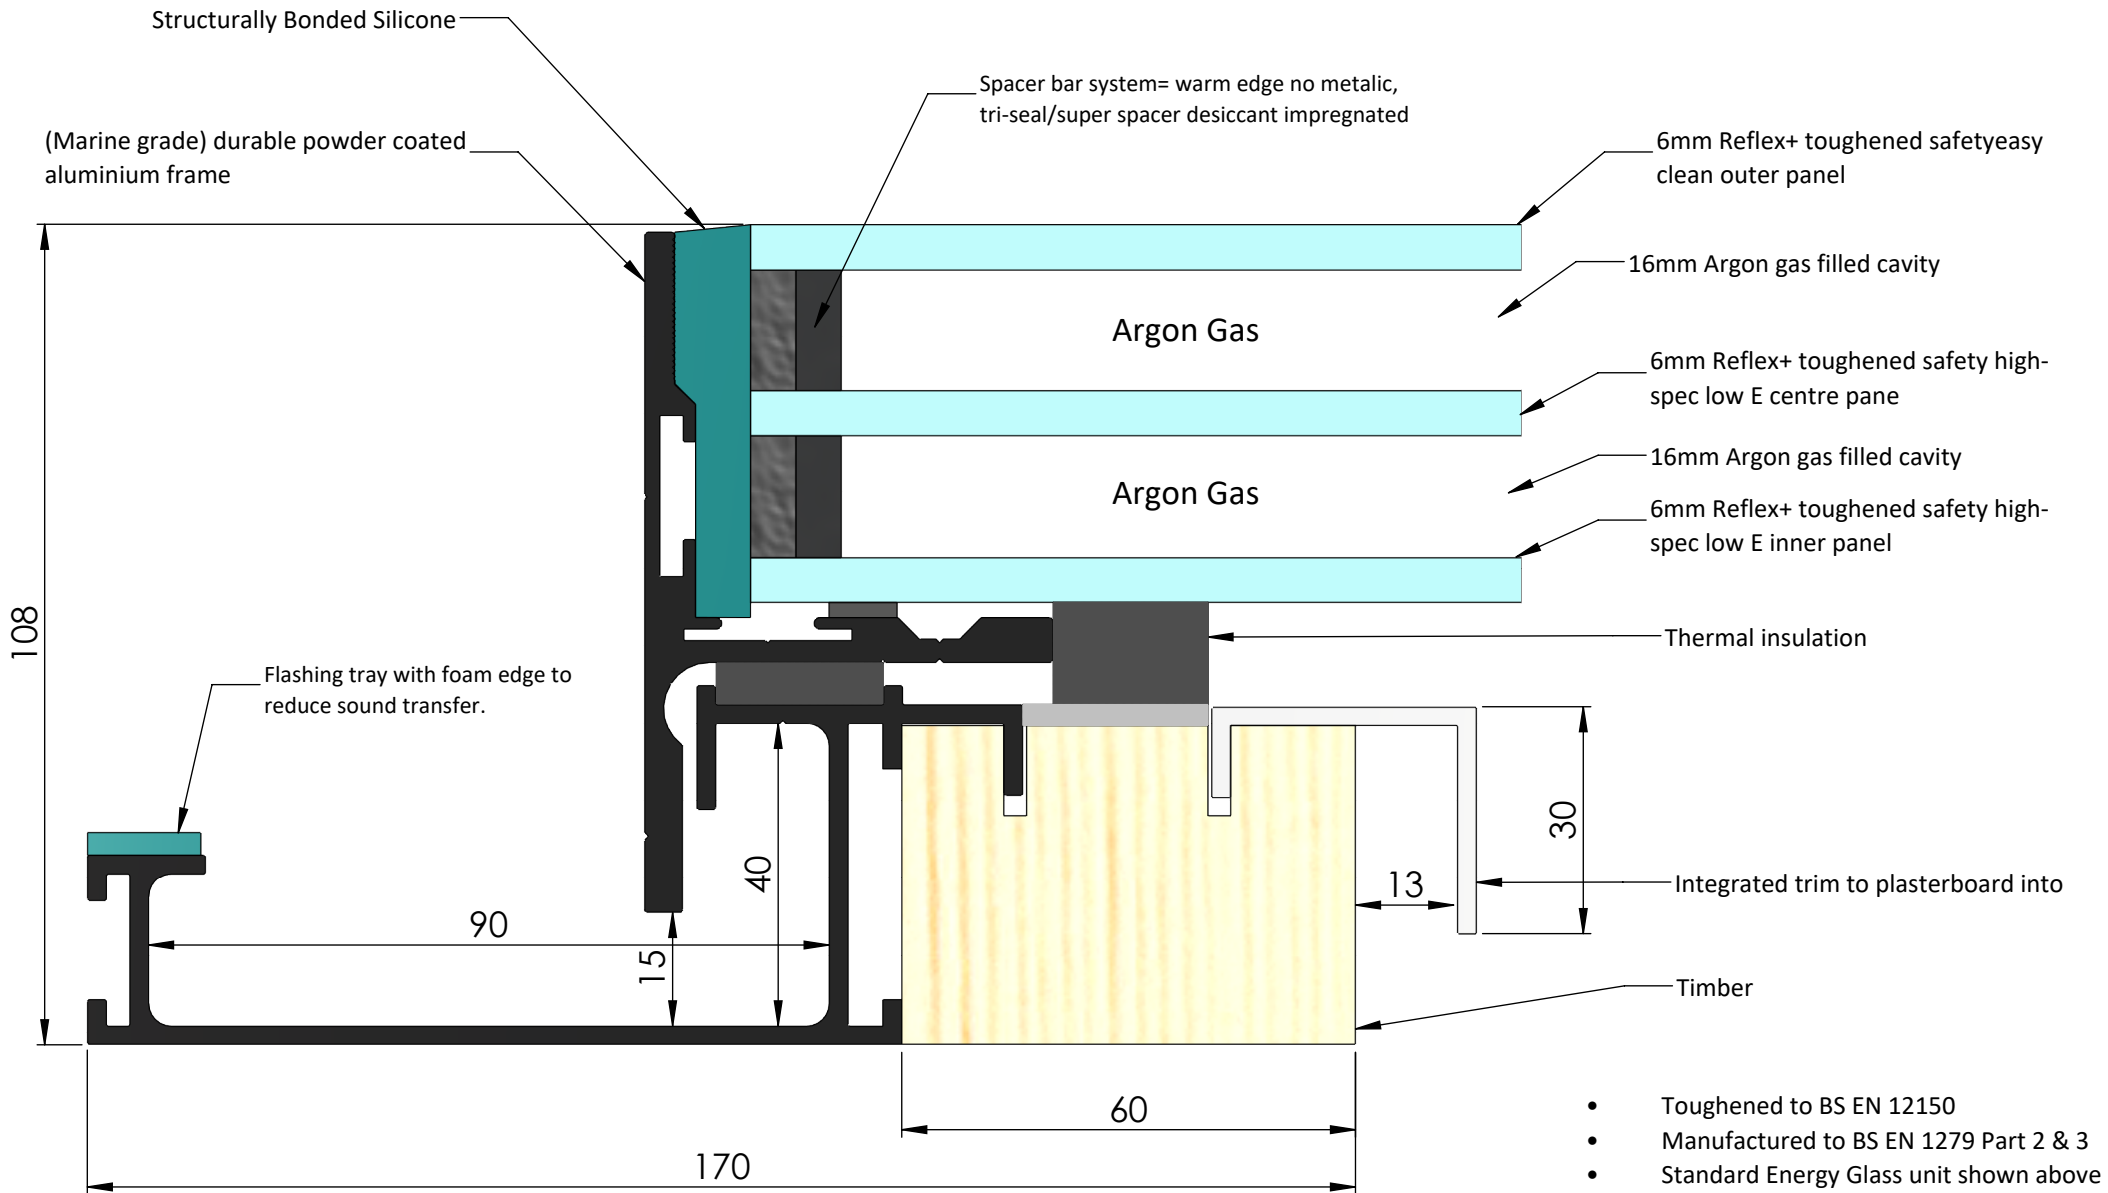 Structurally Bonded Silicone
Spacer bar system= warm edge no metalic,
tri-seal/super spacer desiccant impregnated
(Marine grade) durable powder coated
aluminium frame
6mm Reflex+ toughened safetyeasy
clean outer panel
16mm Argon gas filled cavity
Argon Gas
6mm Reflex+ toughened safety high-
spec low E centre pane
16mm Argon gas filled cavity
Argon Gas
6mm Reflex+ toughened safety high-
spec low E inner panel
108
Thermal insulation
Flashing tray with foam edge to
reduce sound transfer.
30
40
13
Integrated trim to plasterboard into
90
15
Timber
60
170
• Toughened to BS EN 12150
• Manufactured to BS EN 1279 Part 2 & 3
• Standard Energy Glass unit shown above